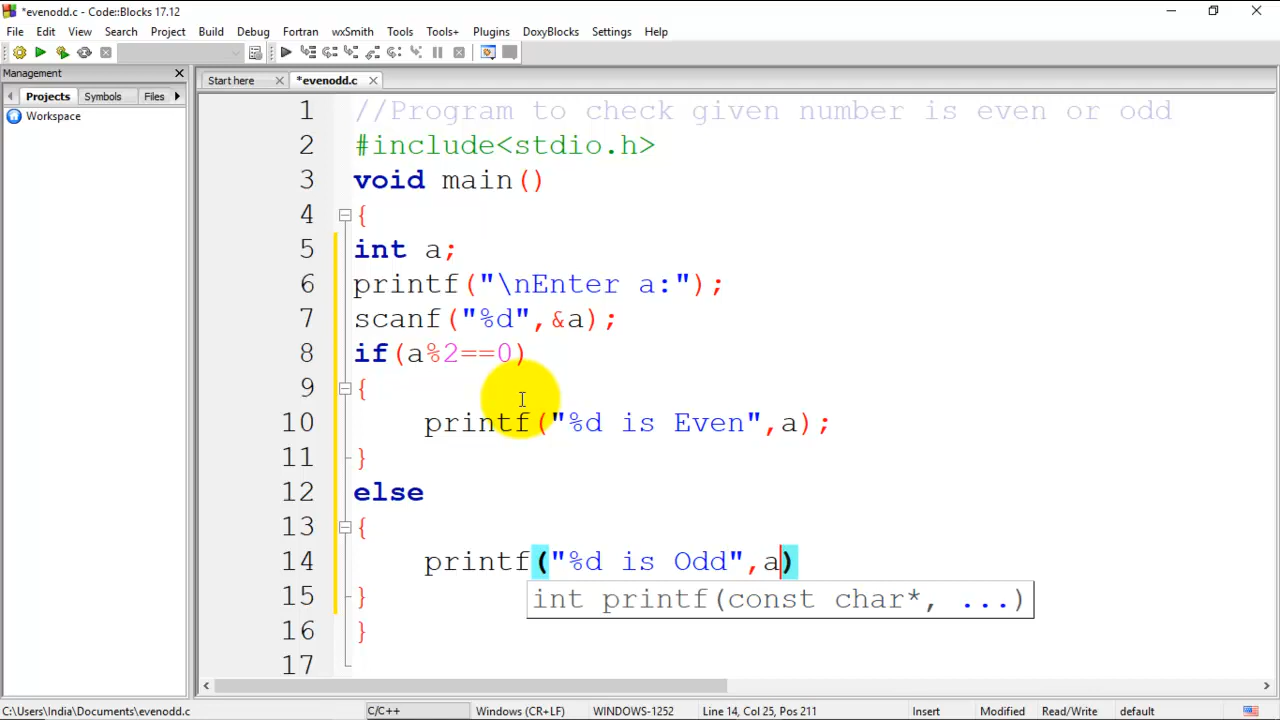 *evenodd.c - Code::Blocks 17.12
File Edit View Search Project Build Debug Fortran wxSmith Tools Tools+ Plugins DoxyBlocks Settings Help
Management
Start here *evenodd.c
Projects Symbols Files
Workspace
1 //Program to check given number is even or odd
2 #include<stdio.h>
3 void main()
4 {
5 int a;
6 printf("\nEnter a:");
7 scanf("%d",&a);
8 if(a%2==0)
9 {
10 printf("%d is Even",a);
11 }
12 else
13 {
14 printf("%d is Odd",a)
int printf(const char*, ...)
15 }
16 }
17
C:\Users\India\Documents\evenodd.c C/C++ Windows (CR+LF) WINDOWS-1252 Line 14, Col 25, Pos 211 Insert Modified Read/Write default